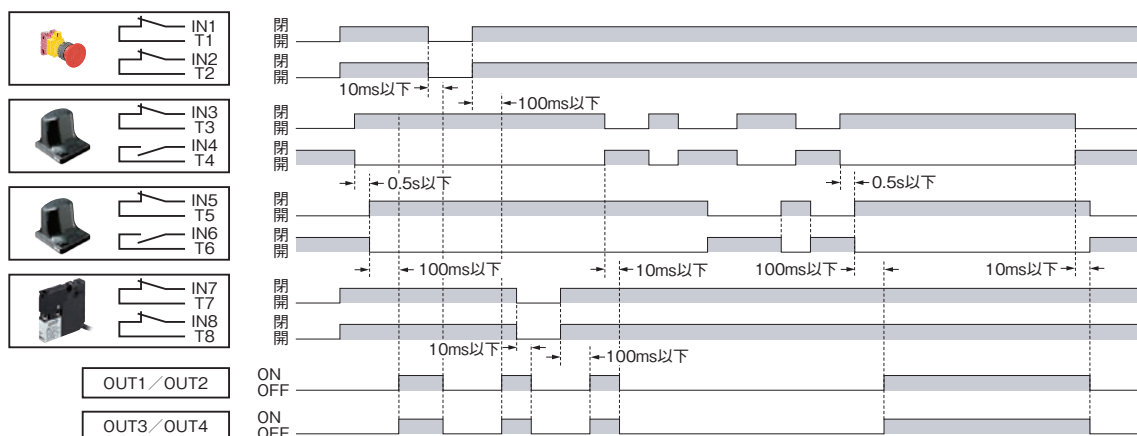 IN1
T1
IN2
T2
閉
開
閉
開
10ms以下
100ms以下
IN3
T3
IN4
T4
閉
開
閉
開
0.5s以下
0.5s以下
IN5
T5
IN6
T6
閉
開
閉
開
100ms以下
10ms以下
100ms以下
10ms以下
IN7
T7
IN8
T8
閉
開
閉
開
10ms以下
100ms以下
OUT1／OUT2
ON
OFF
OUT3／OUT4
ON
OFF